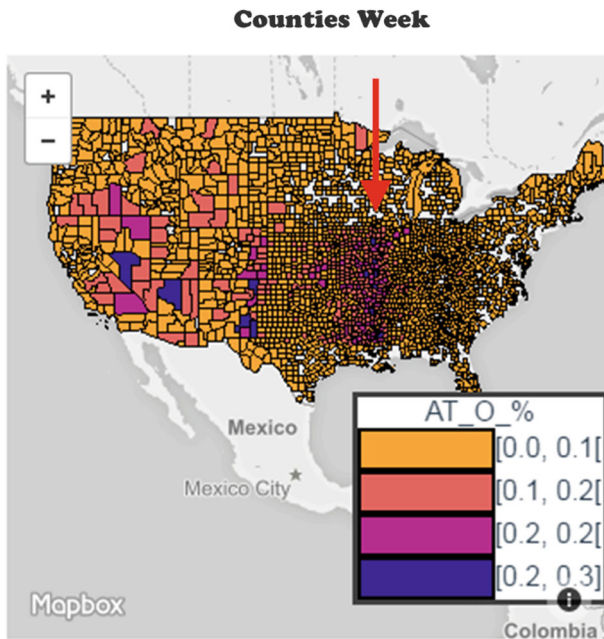 Counties Week
+
−
Mexico
Mexico City
AT_O_%
[0.0, 0.1[
[0.1, 0.2[
[0.2, 0.2[
[0.2, 0.3]
Mapbox
i
Colombia